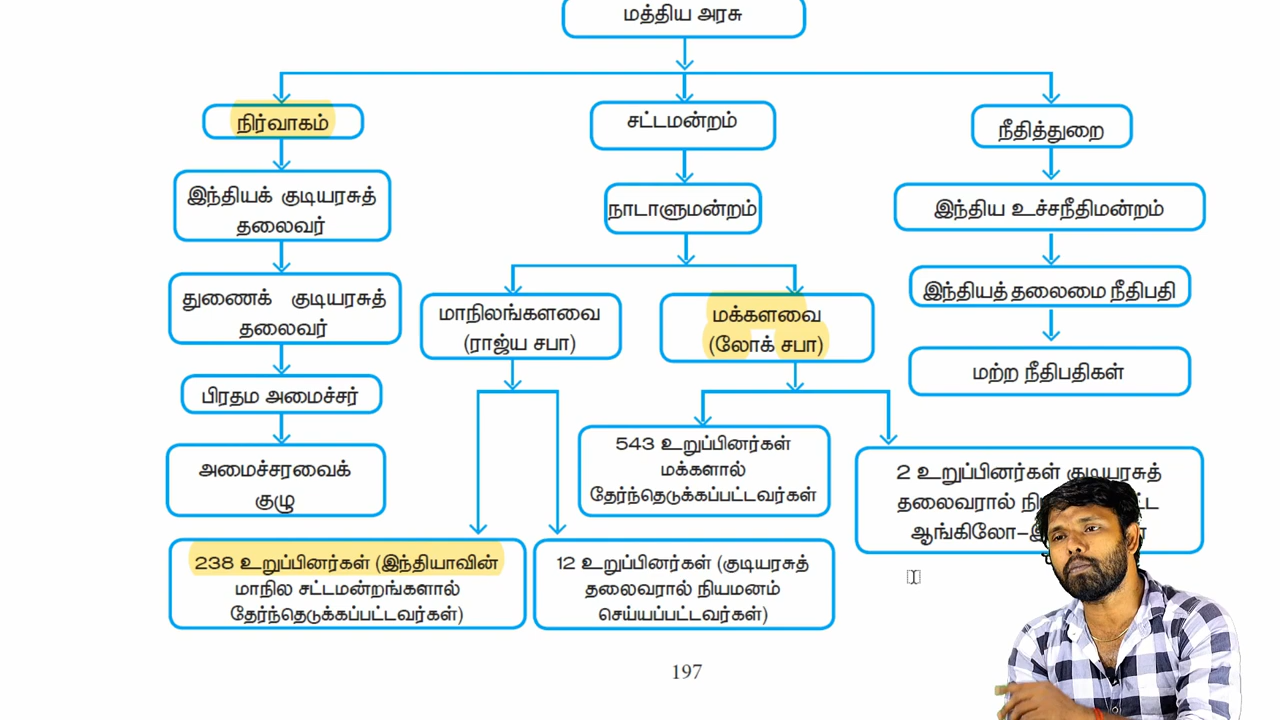 மத்திய அரசு
நிர்வாகம்
சட்டமன்றம்
நீதித்துறை
இந்தியக் குடியரசுத்
தலைவர்
நாடாளுமன்றம்
இந்திய உச்சநீதிமன்றம்
துணைக் குடியரசுத்
தலைவர்
மாநிலங்களவை
(ராஜ்ய சபா)
மக்களவை
(லோக் சபா)
இந்தியத் தலைமை நீதிபதி
பிரதம அமைச்சர்
மற்ற நீதிபதிகள்
அமைச்சரவைக்
குழு
543 உறுப்பினர்கள்
மக்களால்
தேர்ந்தெடுக்கப்பட்டவர்கள்
2 உறுப்பினர்கள் குடியரசுத்
தலைவரால்
238 உறுப்பினர்கள் (இந்தியாவின்
மாநில சட்டமன்றங்களால்
தேர்ந்தெடுக்கப்பட்டவர்கள்)
12 உறுப்பினர்கள் (குடியரசுத்
தலைவரால் நியமனம்
செய்யப்பட்டவர்கள்)
197